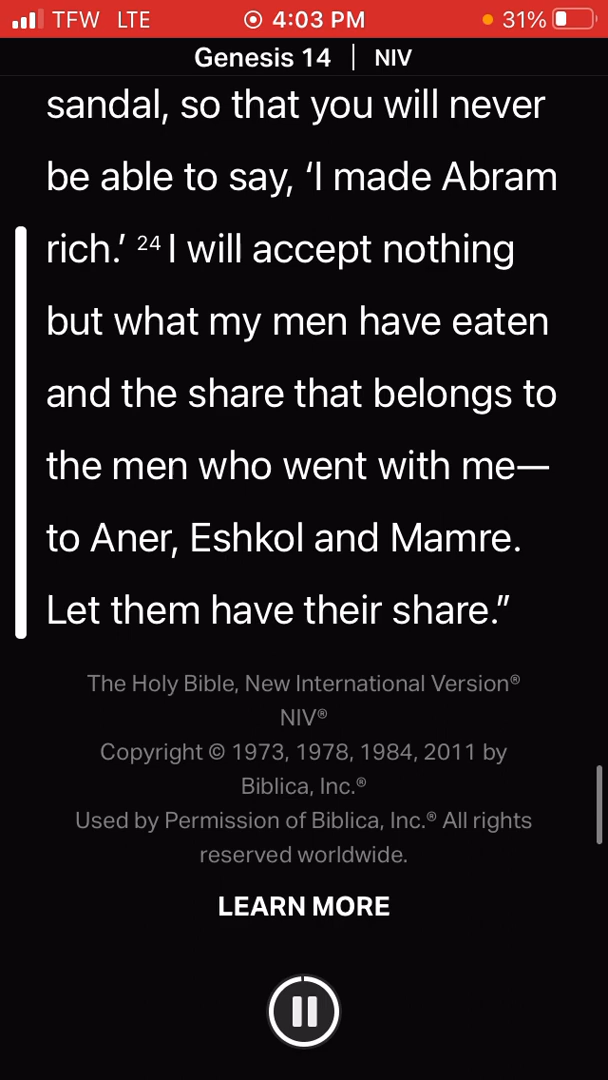 TFW LTE 4:03 PM 31%
Genesis 14 | NIV
sandal, so that you will never
be able to say, ‘I made Abram
rich.’ 24 I will accept nothing
but what my men have eaten
and the share that belongs to
the men who went with me—
to Aner, Eshkol and Mamre.
Let them have their share.”
The Holy Bible, New International Version®
NIV®
Copyright © 1973, 1978, 1984, 2011 by
Biblica, Inc.®
Used by Permission of Biblica, Inc.® All rights
reserved worldwide.
LEARN MORE